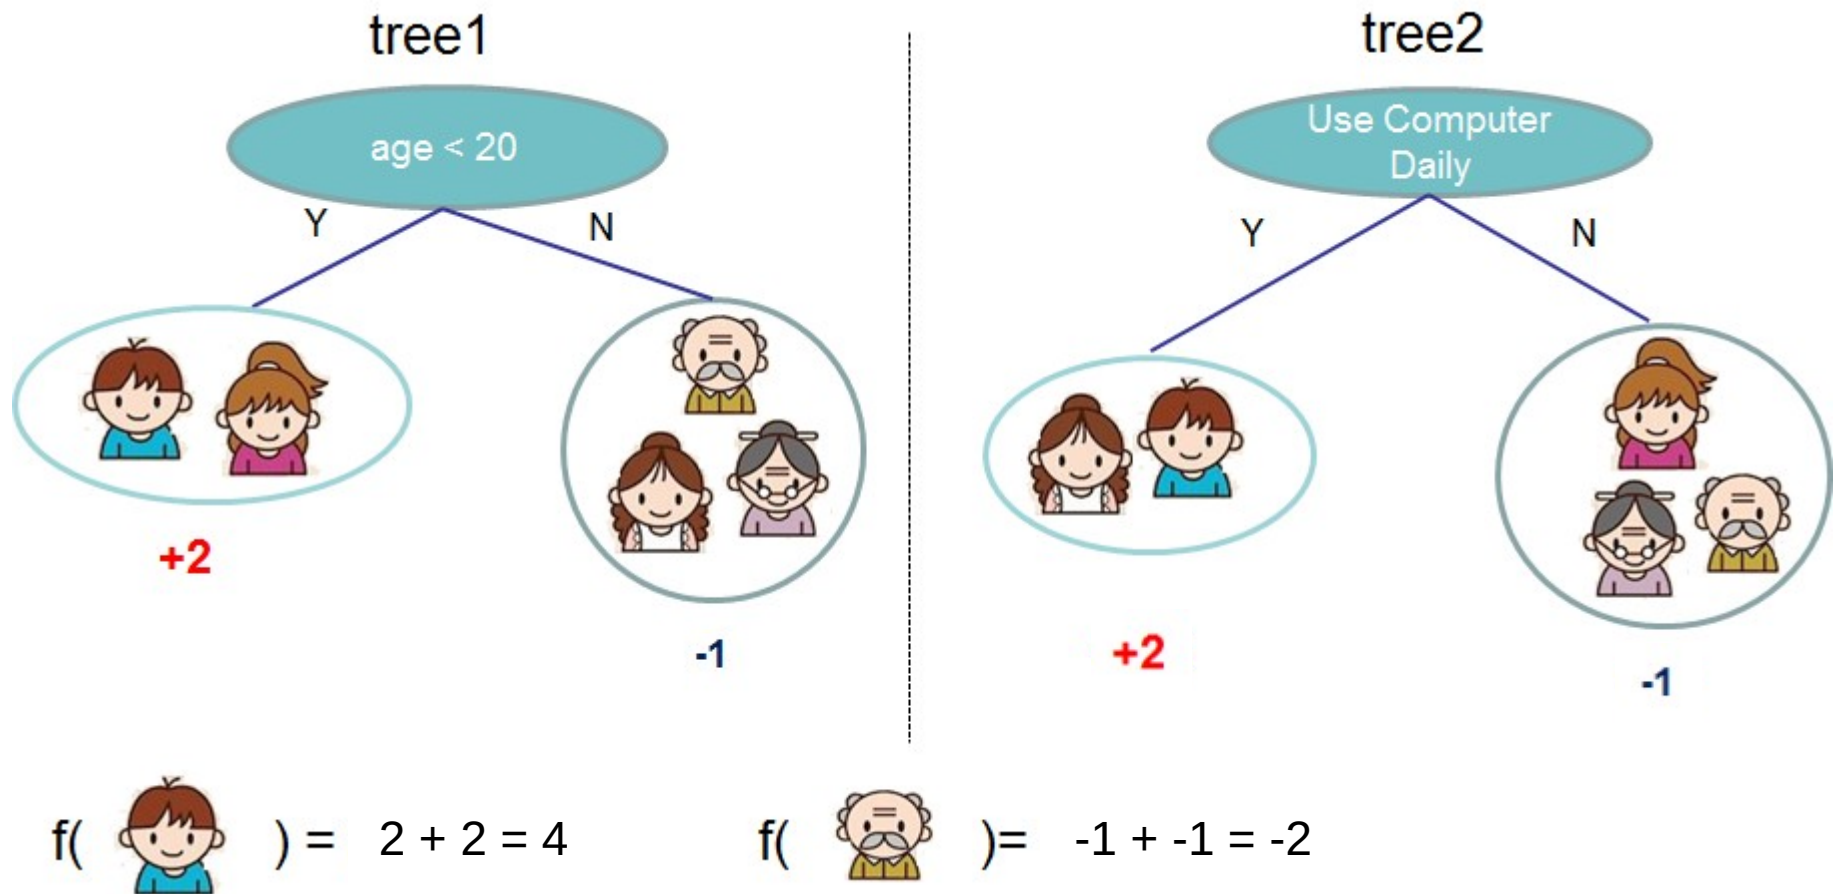 tree1
tree2
age < 20
Use Computer
Daily
Y
N
Y
N
+2
-1
+2
-1
f( ) = 2 + 2 = 4
f( )= -1 + -1 = -2